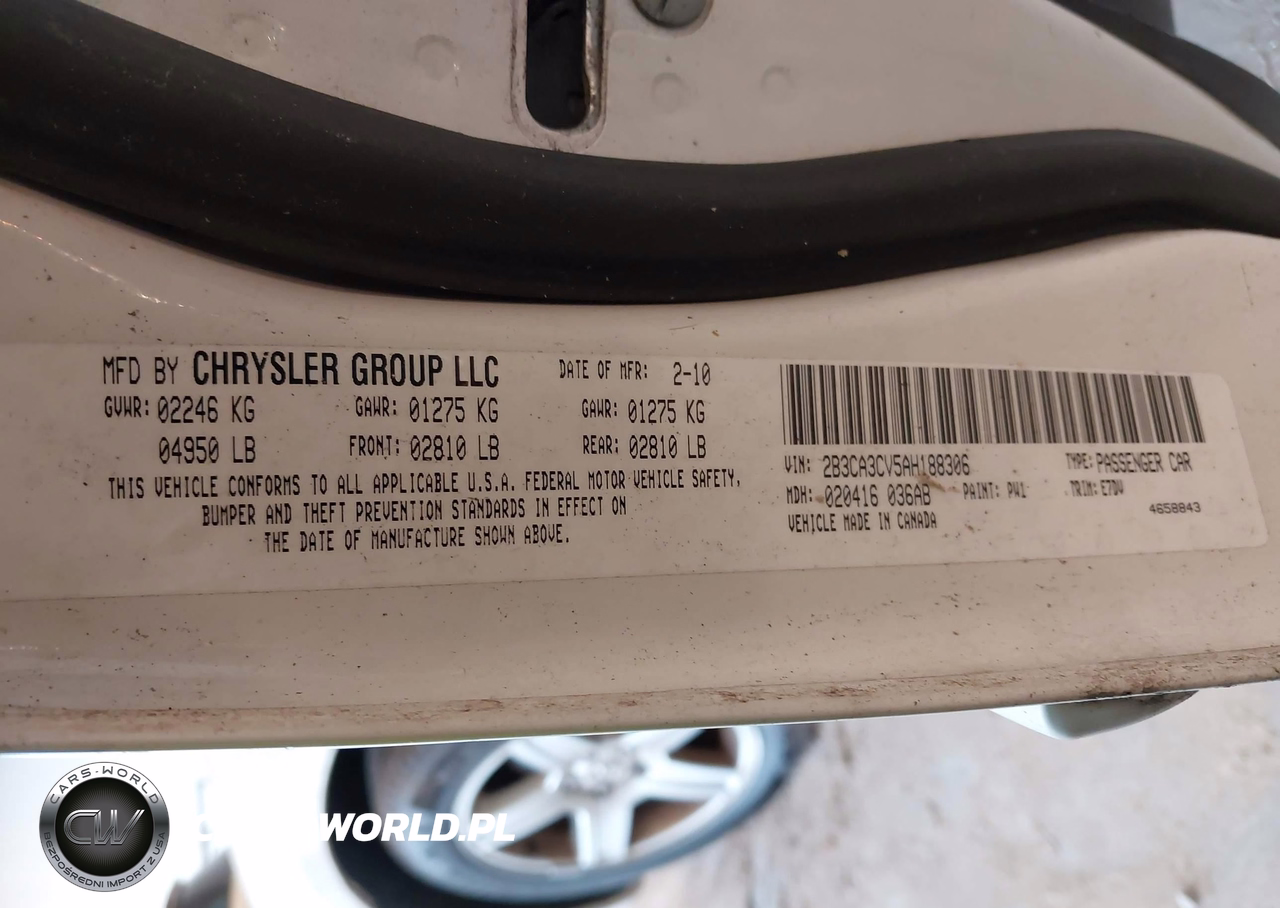 MFD BY CHRYSLER GROUP LLC DATE OF MFR: 2-10
GVWR: 02246 KG GAWR: 01275 KG GAWR: 01275 KG
04950 LB FRONT: 02810 LB REAR: 02810 LB
THIS VEHICLE CONFORMS TO ALL APPLICABLE U.S.A. FEDERAL MOTOR VEHICLE SAFETY,
BUMPER AND THEFT PREVENTION STANDARDS IN EFFECT ON
THE DATE OF MANUFACTURE SHOWN ABOVE.
VIN: 2B3CA3CV5AH188306 TYPE: PASSENGER CAR
MDH: 020416 036AB PAINT: PW1 TRIM: E7DV
VEHICLE MADE IN CANADA 4658843
CARS-WORLD
CW
BEZPOŚREDNI IMPORT Z USA
WORLD.PL